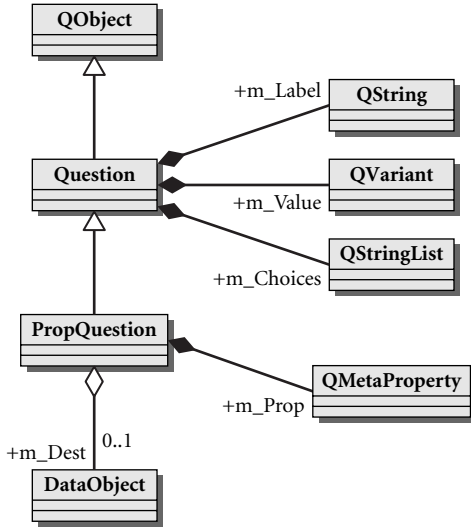 QObject
+m_Label
QString
Question
QVariant
+m_Value
QStringList
+m_Choices
PropQuestion
QMetaProperty
+m_Prop
0..1
+m_Dest
DataObject